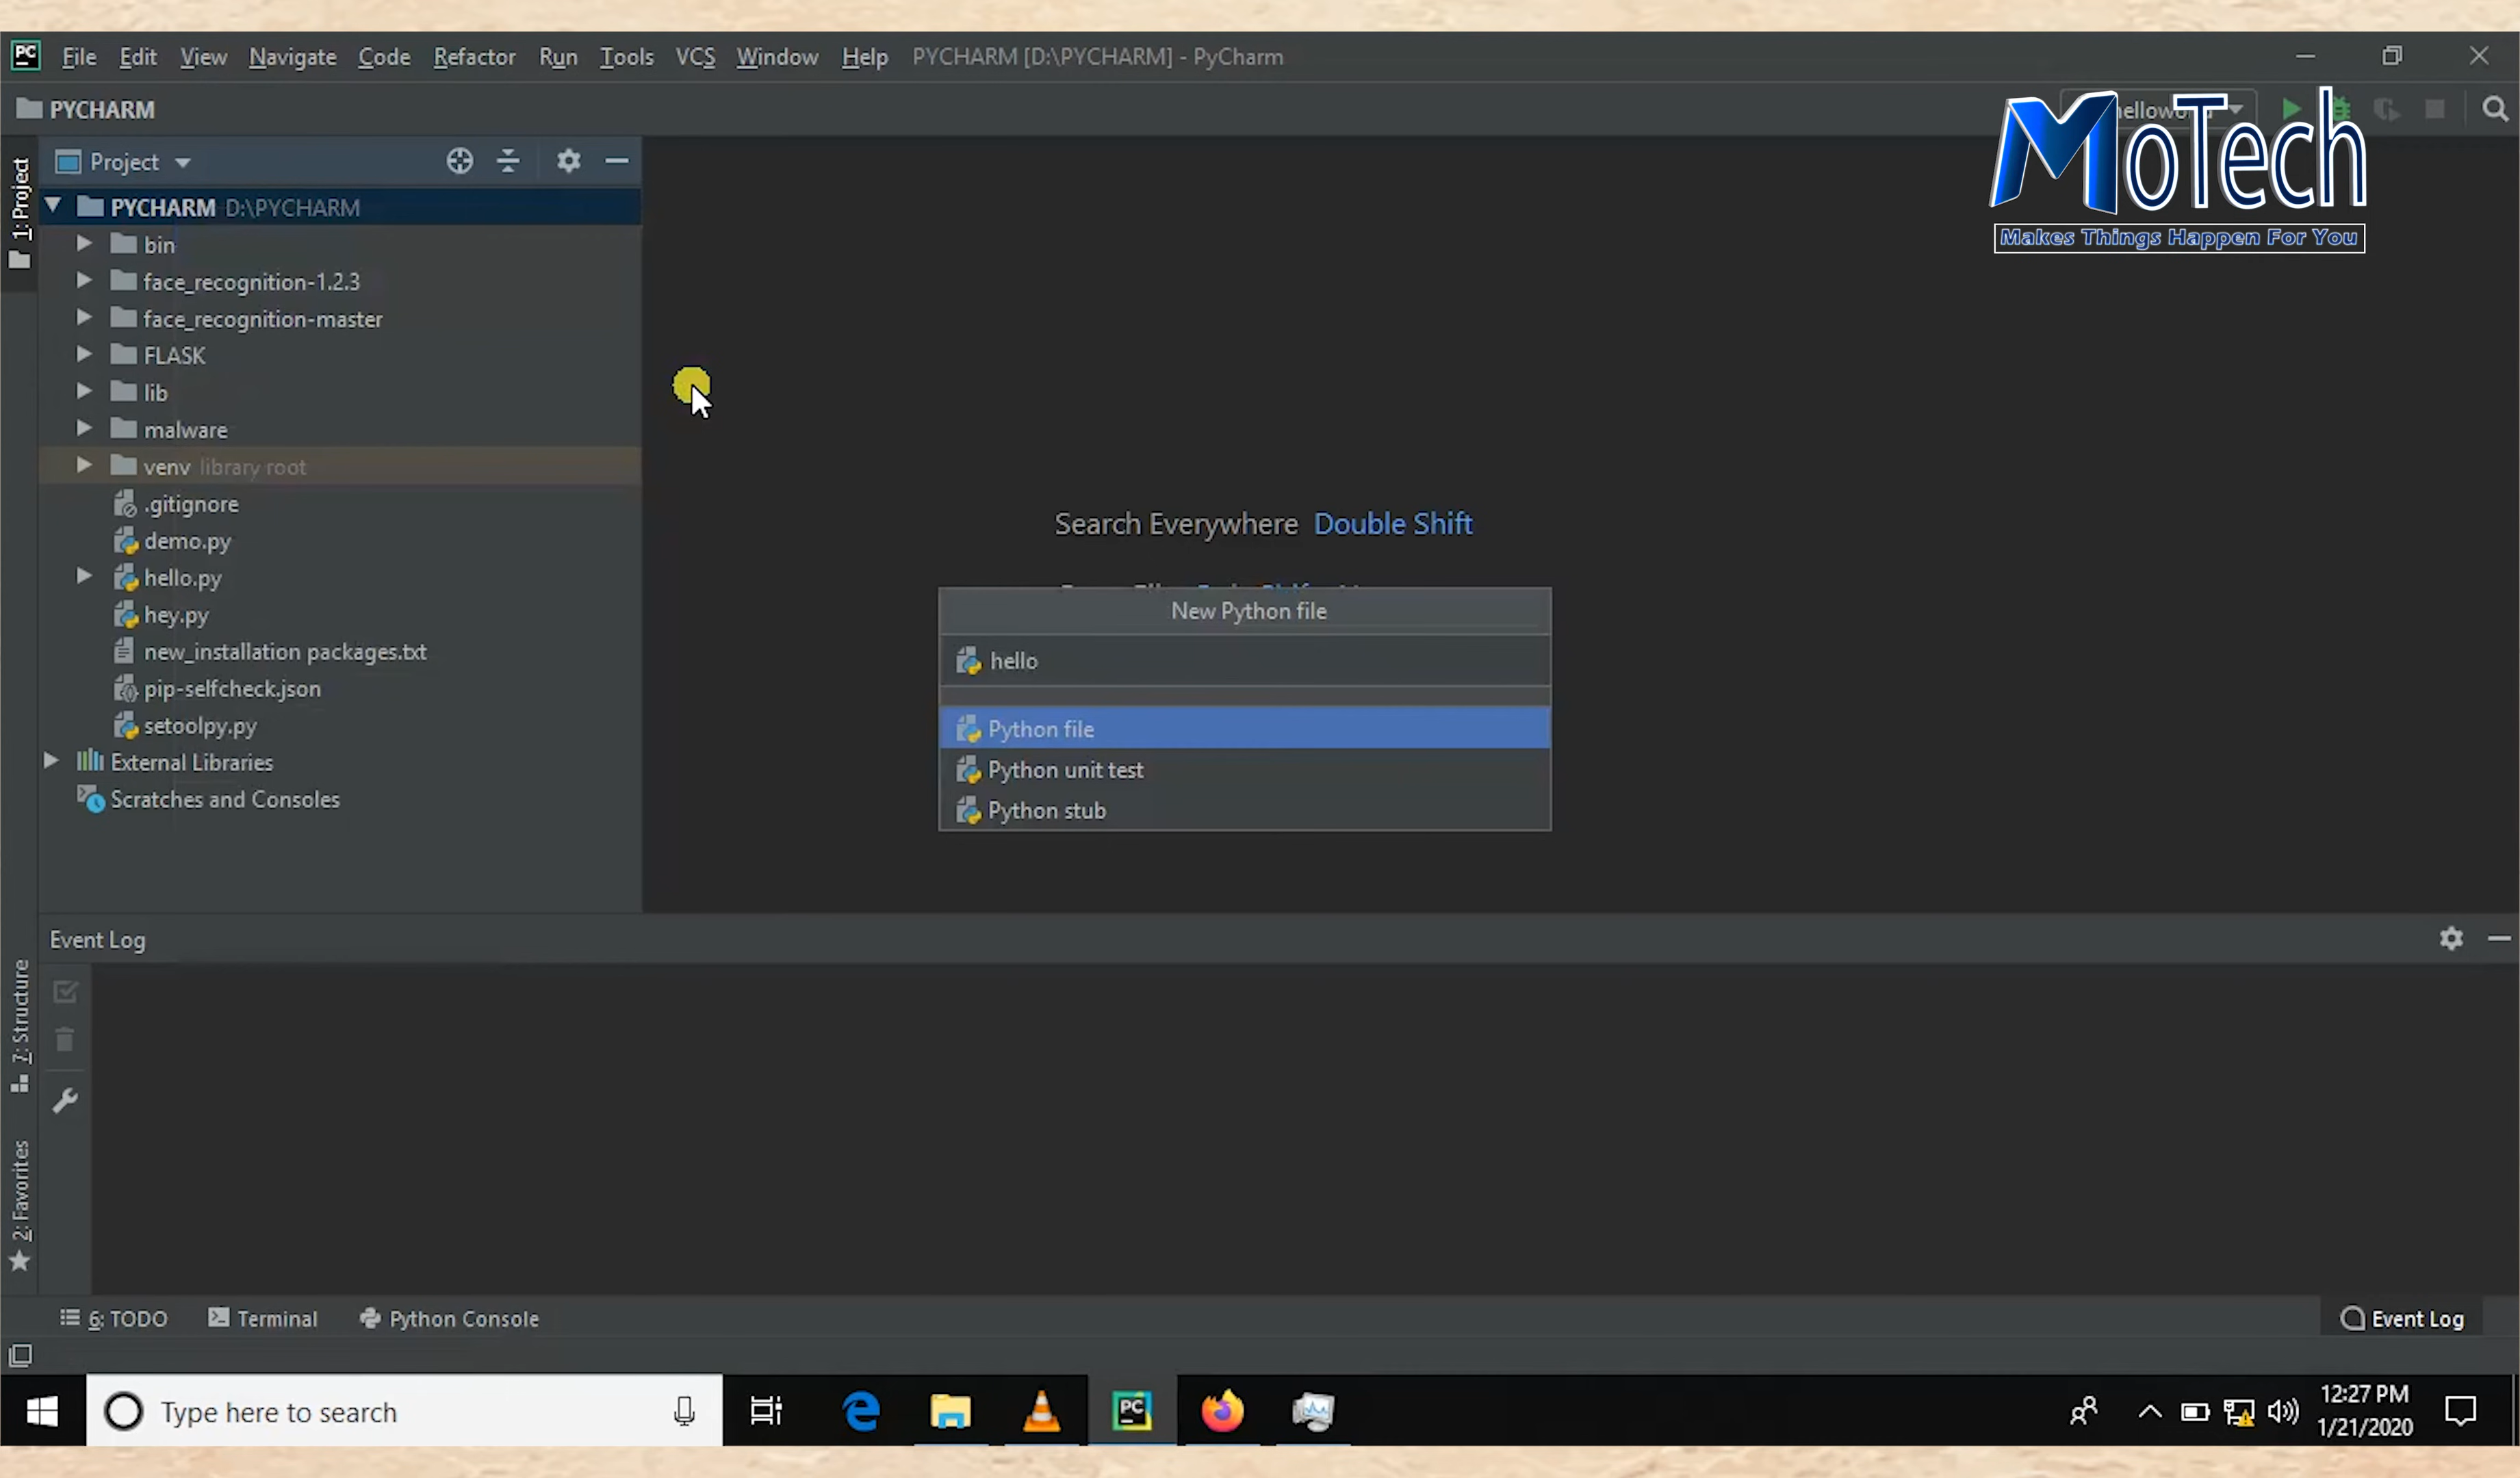 PC File Edit View Navigate Code Refactor Run Tools VCS Window Help PYCHARM [D:\PYCHARM] - PyCharm
PYCHARM
MoTech
Makes Things Happen For You
1: Project
Project
PYCHARM D:\PYCHARM
bin
face_recognition-1.2.3
face_recognition-master
FLASK
lib
malware
venv library root
.gitignore
demo.py
hello.py
hey.py
new_installation packages.txt
pip-selfcheck.json
setoolpy.py
External Libraries
Scratches and Consoles
Search Everywhere Double Shift
New Python file
hello
Python file
Python unit test
Python stub
Event Log
7: Structure
2: Favorites
6: TODO Terminal Python Console Event Log
Type here to search
PC
12:27 PM
1/21/2020